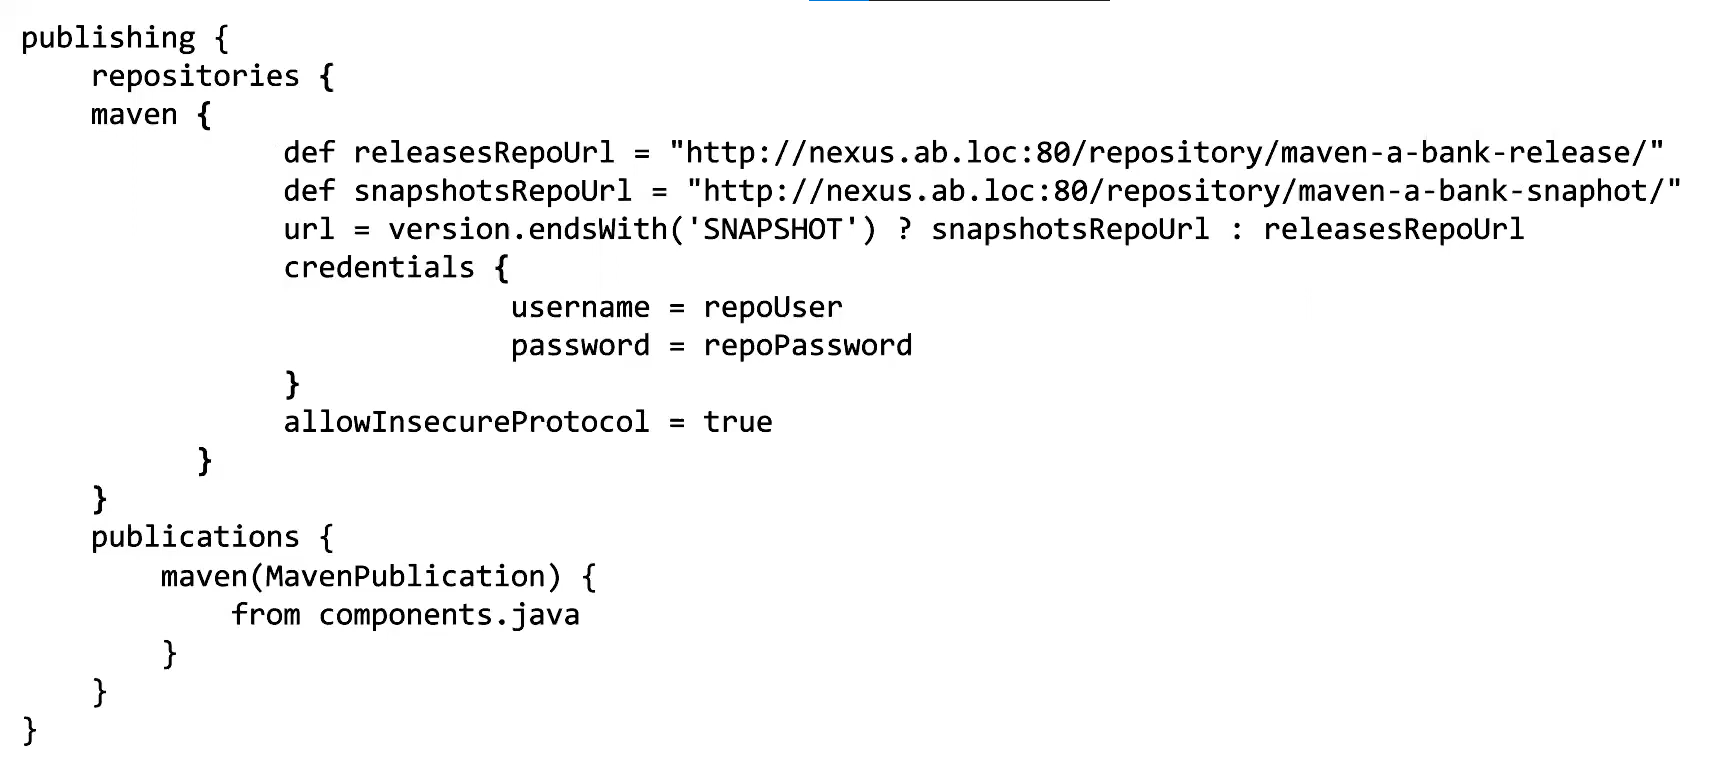 publishing {
repositories {
maven {
def releasesRepoUrl = "http://nexus.ab.loc:80/repository/maven-a-bank-release/"
def snapshotsRepoUrl = "http://nexus.ab.loc:80/repository/maven-a-bank-snaphot/"
url = version.endsWith('SNAPSHOT') ? snapshotsRepoUrl : releasesRepoUrl
credentials {
username = repoUser
password = repoPassword
}
allowInsecureProtocol = true
}
}
publications {
maven(MavenPublication) {
from components.java
}
}
}